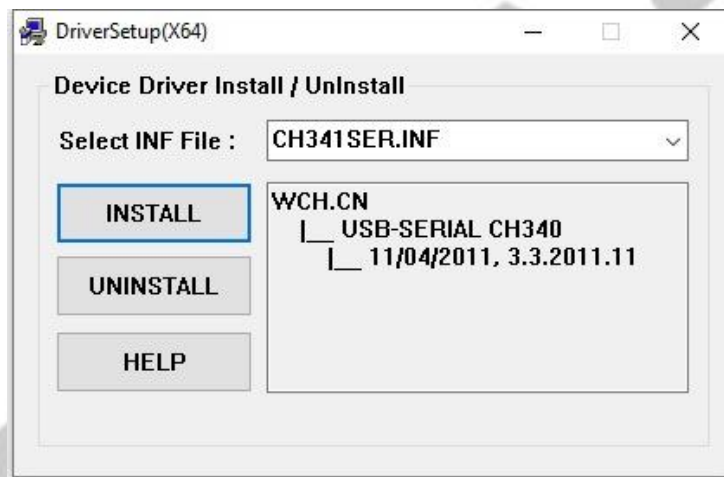 DriverSetup(X64)
Device Driver Install / UnInstall
Select INF File : CH341SER.INF
INSTALL
UNINSTALL
HELP
WCH.CN
|__ USB-SERIAL CH340
|__ 11/04/2011, 3.3.2011.11